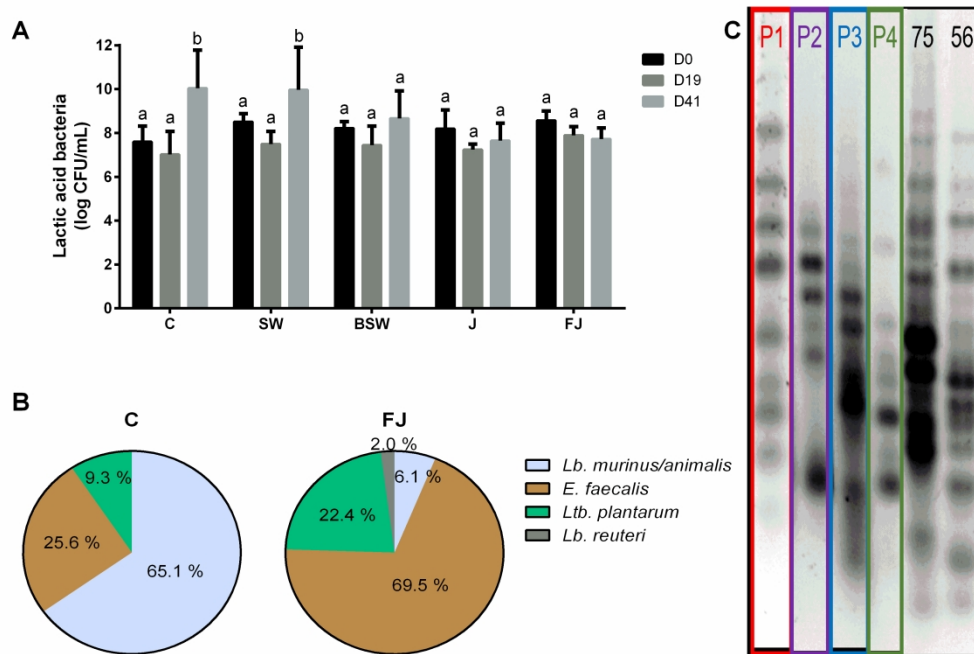 A
Lactic acid bacteria
(log CFU/mL)
12
10
8
6
4
2
0
a
a
b
a
a
b
a
a
a
a
a
a
a
a
a
C
SW
BSW
J
FJ
D0
D19
D41
B
C
9.3 %
25.6 %
65.1 %
FJ
2.0 %
6.1 %
22.4 %
69.5 %
Lb. murinus/animalis
E. faecalis
Ltb. plantarum
Lb. reuteri
C
P1 P2 P3 P4 75 56